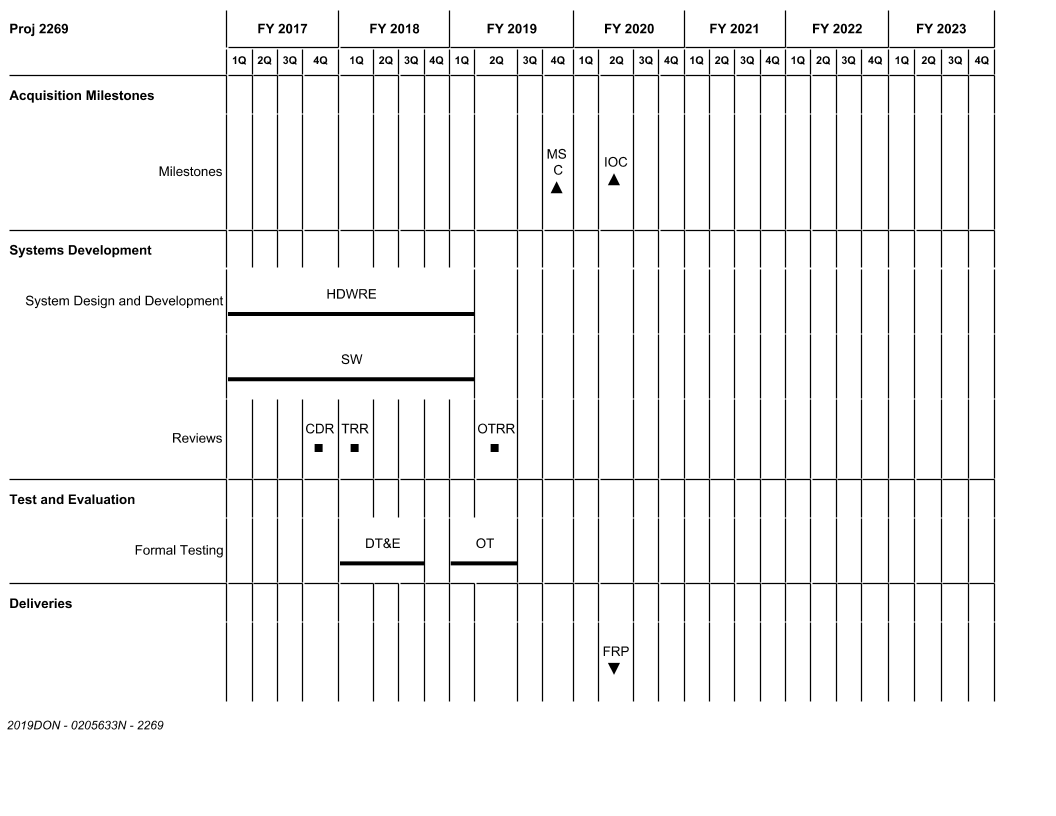 Proj 2269 FY 2017 FY 2018 FY 2019 FY 2020 FY 2021 FY 2022 FY 2023
1Q 2Q 3Q 4Q 1Q 2Q 3Q 4Q 1Q 2Q 3Q 4Q 1Q 2Q 3Q 4Q 1Q 2Q 3Q 4Q 1Q 2Q 3Q 4Q 1Q 2Q 3Q 4Q
Acquisition Milestones
Milestones
MS
C
IOC
Systems Development
System Design and Development
HDWRE
SW
Reviews
CDR TRR OTRR
Test and Evaluation
Formal Testing
DT&E OT
Deliveries
FRP
2019DON - 0205633N - 2269